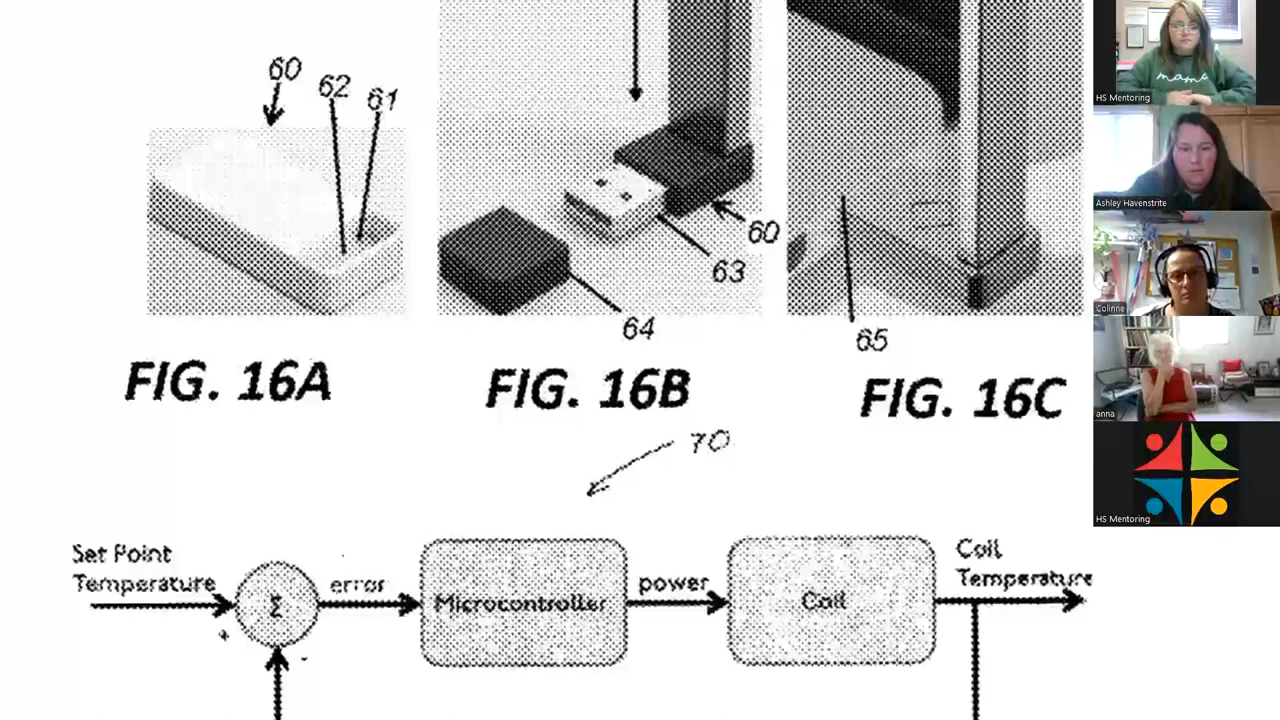 60
62
61
60
63
64
65
FIG. 16A
FIG. 16B
FIG. 16C
70
Set Point
Temperature
Σ
error
Microcontroller
power
Coil
Coil
Temperature
+
-
mama
HS Mentoring
Ashley Havenstrite
Colinne
anna
HS Mentoring